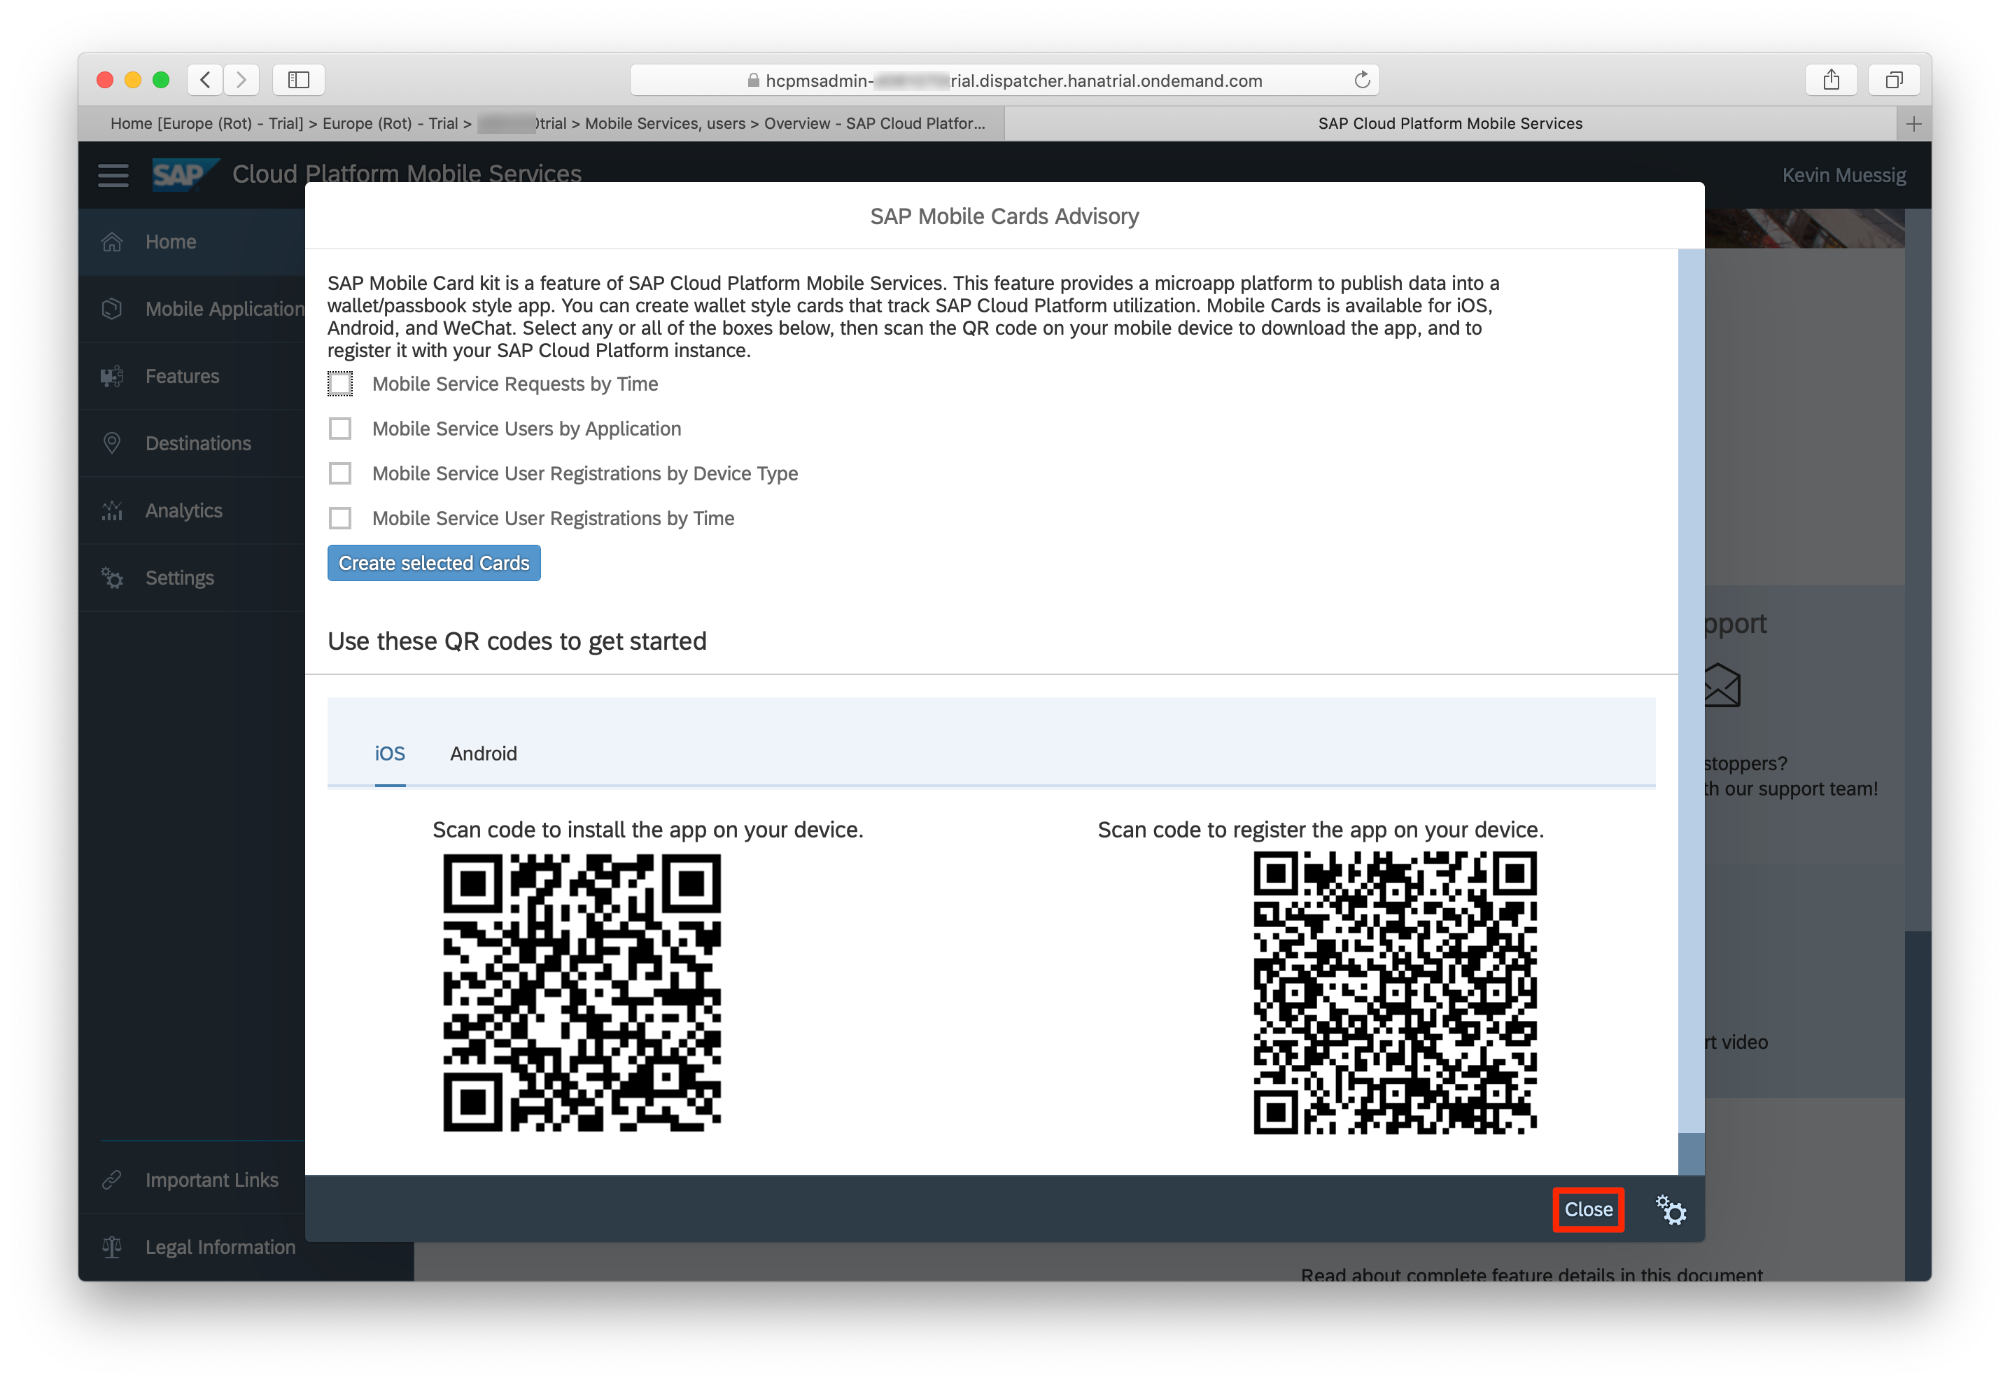 hcpmsadmin- rial.dispatcher.hanatrial.ondemand.com
Home [Europe (Rot) - Trial] > Europe (Rot) - Trial > trial > Mobile Services, users > Overview - SAP Cloud Platfor...
SAP Cloud Platform Mobile Services
SAP Cloud Platform Mobile Services
Kevin Muessig
Home
Mobile Application
Features
Destinations
Analytics
Settings
Important Links
Legal Information
SAP Mobile Cards Advisory
SAP Mobile Card kit is a feature of SAP Cloud Platform Mobile Services. This feature provides a microapp platform to publish data into a
wallet/passbook style app. You can create wallet style cards that track SAP Cloud Platform utilization. Mobile Cards is available for iOS,
Android, and WeChat. Select any or all of the boxes below, then scan the QR code on your mobile device to download the app, and to
register it with your SAP Cloud Platform instance.
Mobile Service Requests by Time
Mobile Service Users by Application
Mobile Service User Registrations by Device Type
Mobile Service User Registrations by Time
Create selected Cards
Use these QR codes to get started
iOS
Android
Scan code to install the app on your device.
Scan code to register the app on your device.
Close
pport
stoppers?
th our support team!
rt video
Read about complete feature details in this document